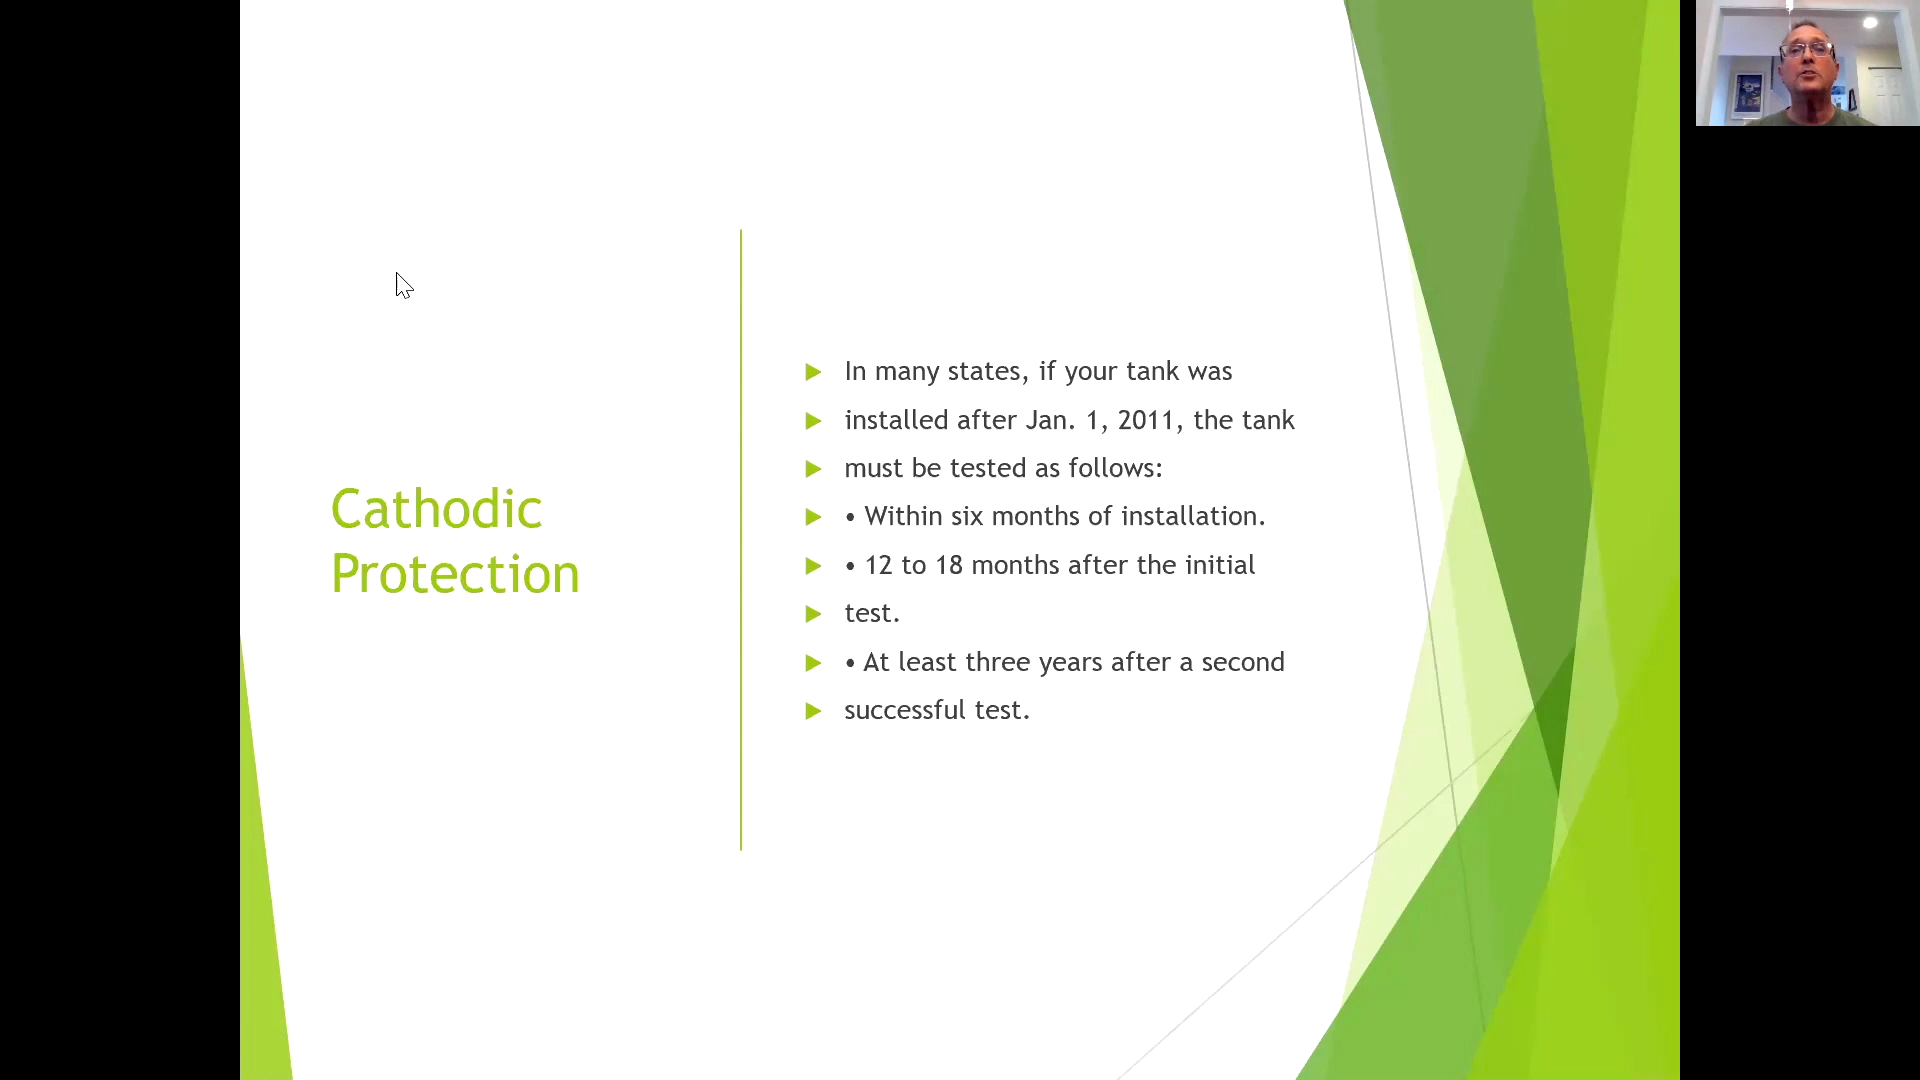 Cathodic
Protection
In many states, if your tank was
installed after Jan. 1, 2011, the tank
must be tested as follows:
• Within six months of installation.
• 12 to 18 months after the initial
test.
• At least three years after a second
successful test.